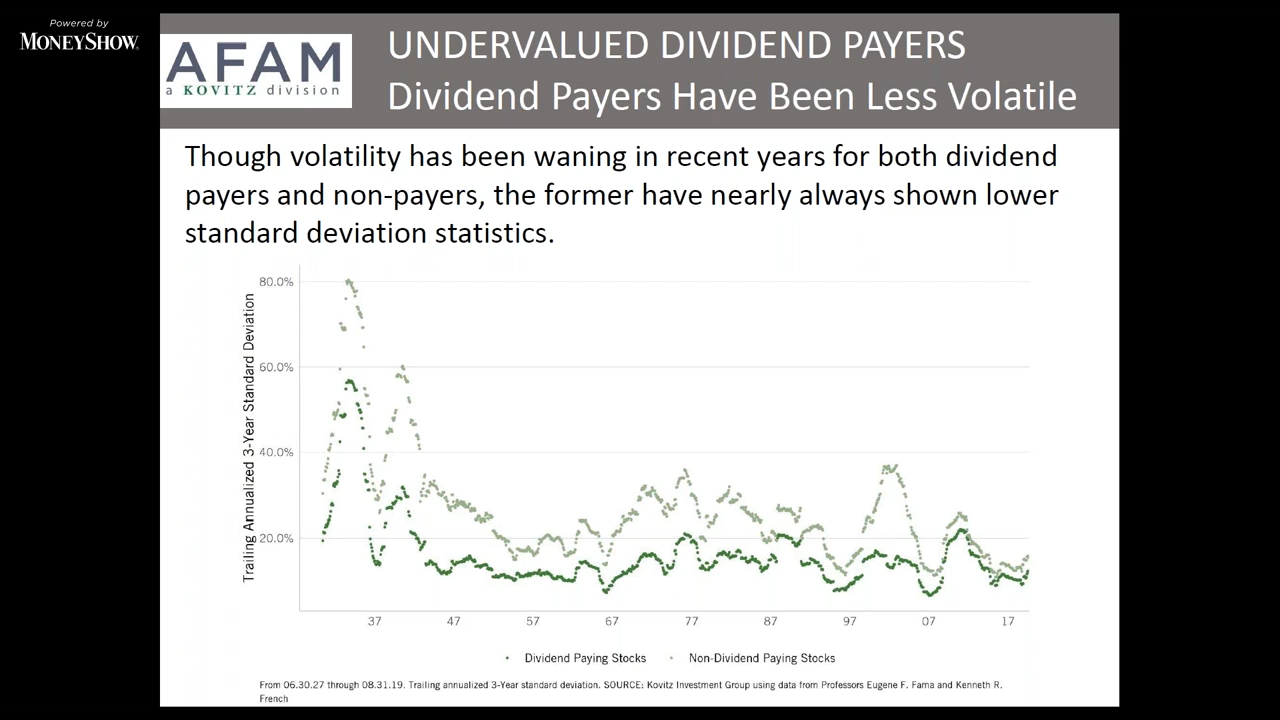 Powered by
MONEYSHOW.
AFAM
a KOVITZ division
UNDERVALUED DIVIDEND PAYERS
Dividend Payers Have Been Less Volatile
Though volatility has been waning in recent years for both dividend
payers and non-payers, the former have nearly always shown lower
standard deviation statistics.
Trailing Annualized 3-Year Standard Deviation
80.0%
60.0%
40.0%
20.0%
37 47 57 67 77 87 97 07 17
Dividend Paying Stocks Non-Dividend Paying Stocks
From 06.30.27 through 08.31.19. Trailing annualized 3-Year standard deviation. SOURCE: Kovitz Investment Group using data from Professors Eugene F. Fama and Kenneth R.
French